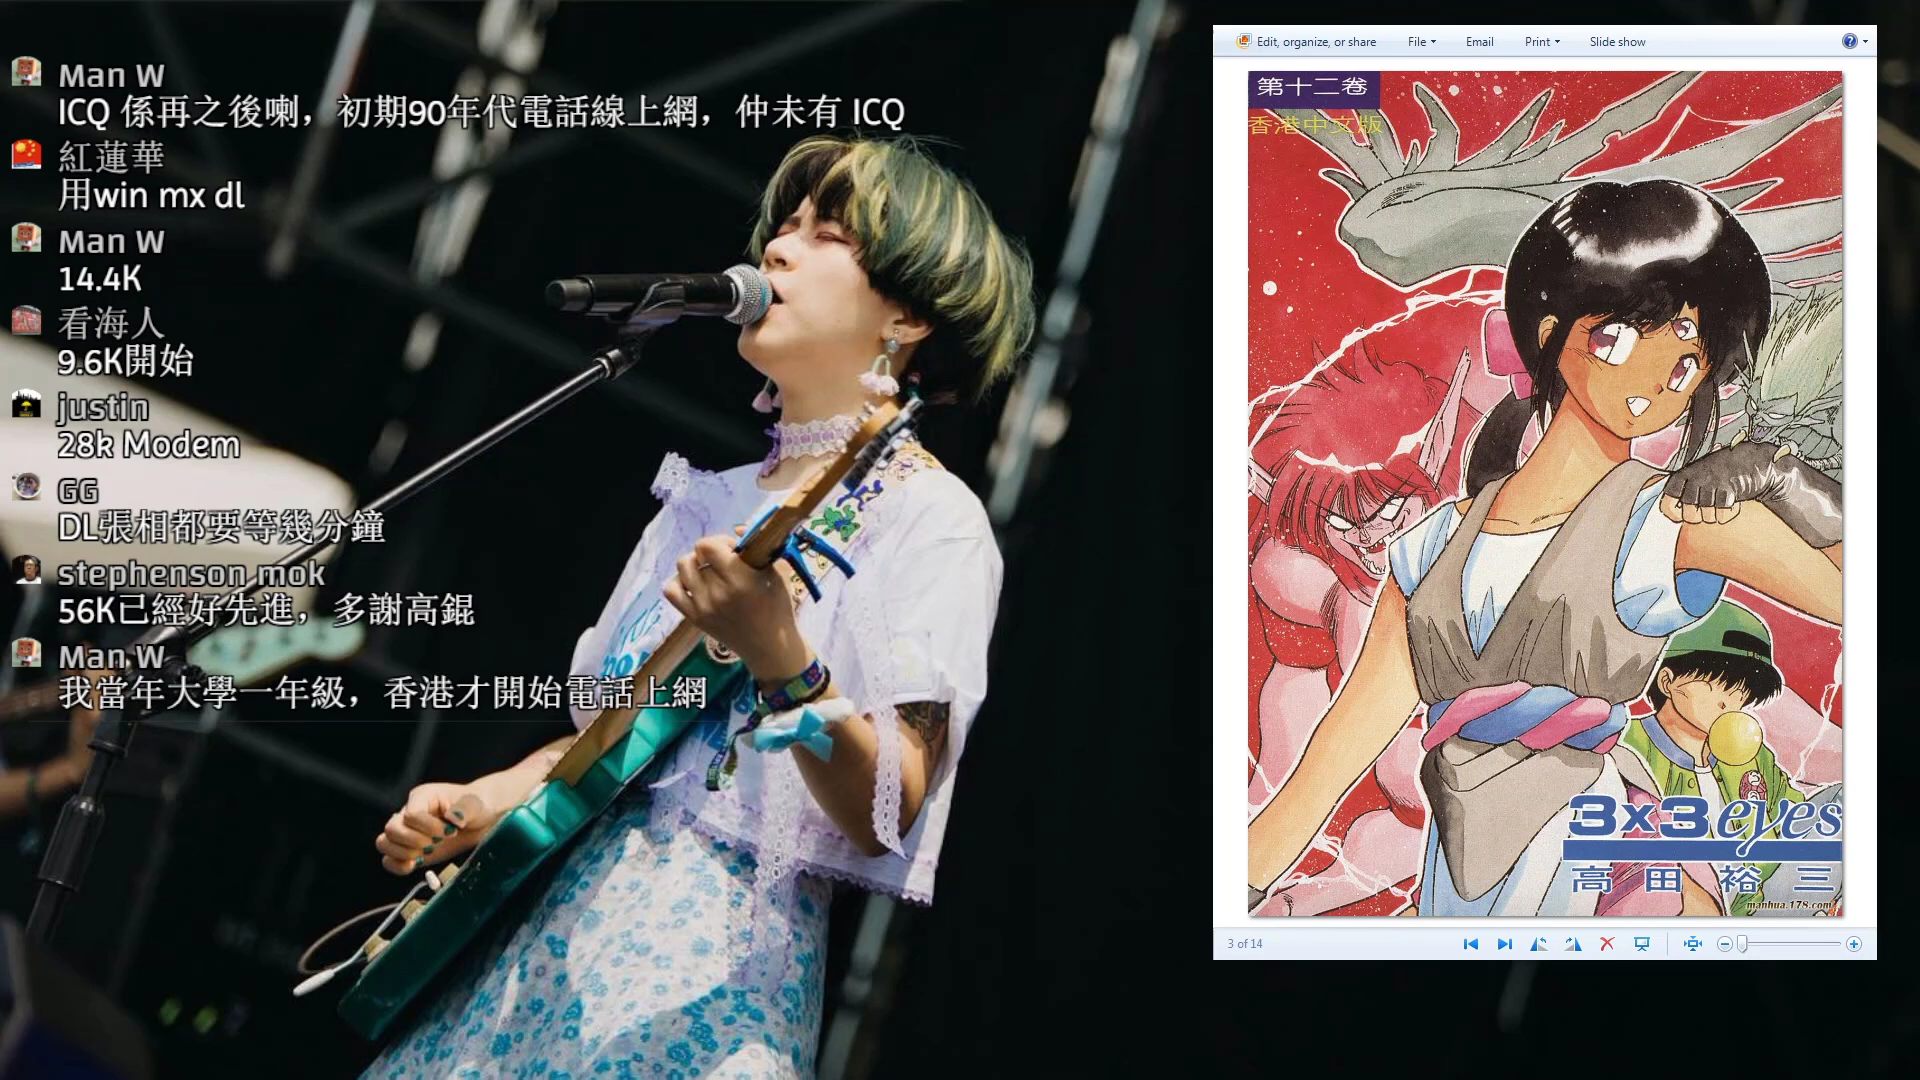 Man W
ICQ 係再之後喇，初期90年代電話線上網，仲未有 ICQ
紅蓮華
用win mx dl
Man W
14.4K
看海人
9.6K開始
justin
28k Modem
GG
DL張相都要等幾分鐘
stephenson mok
56K已經好先進，多謝高錕
Man W
我當年大學一年級，香港才開始電話上網
Edit, organize, or share File Email Print Slide show
第十二卷
香港中文版
3x3 eyes
高田裕三
manhua.178.com
3 of 14